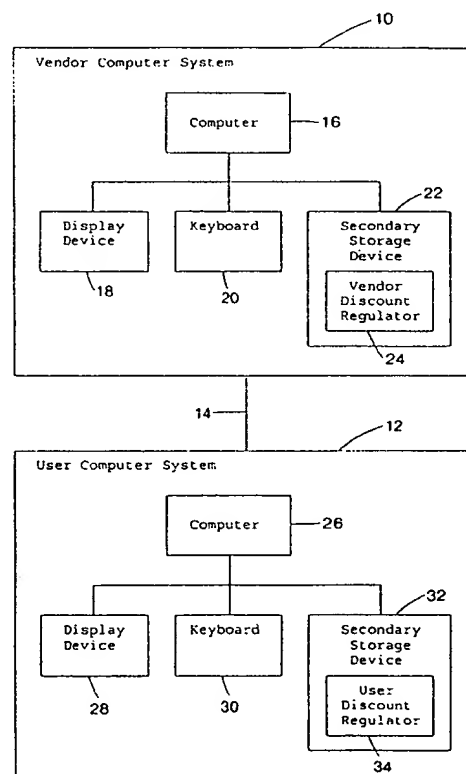 10
Vendor Computer System
Computer
16
Display
Device
18
Keyboard
20
22
Secondary
Storage
Device
Vendor
Discount
Regulator
24
14
12
User Computer System
Computer
26
Display
Device
28
Keyboard
30
32
Secondary
Storage
Device
User
Discount
Regulator
34